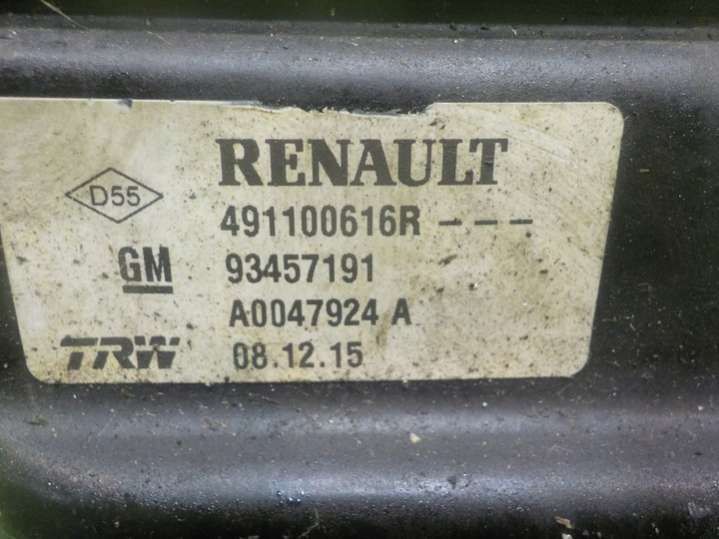 RENAULT
D55
491100616R ---
GM 93457191
A0047924 A
TRW 08.12.15